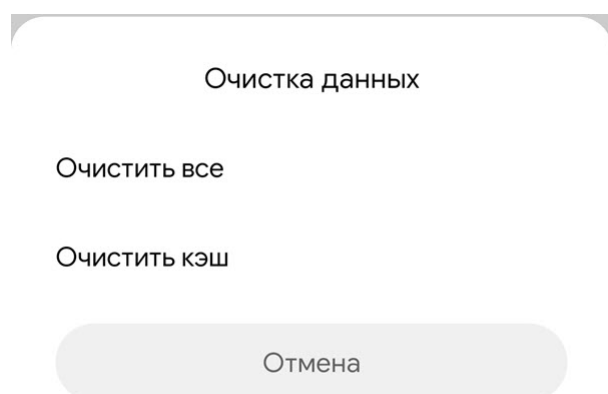 Очистка данных
Очистить все
Очистить кэш
Отмена